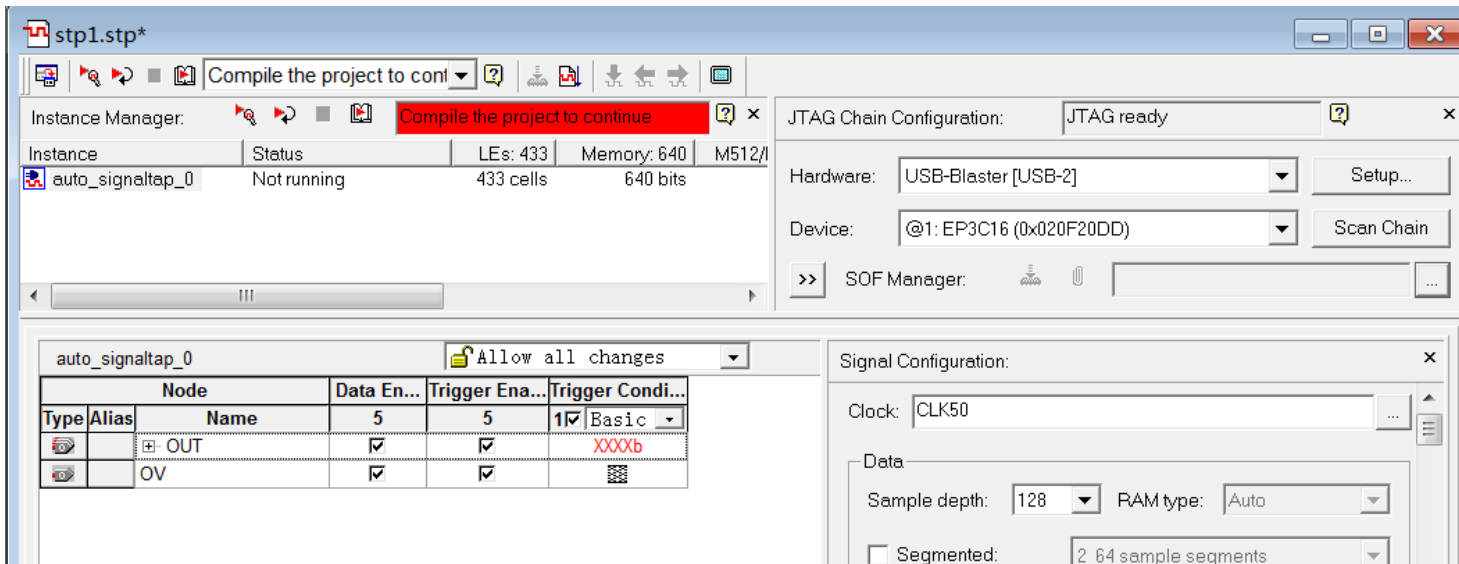 stp1.stp*
Compile the project to cont
Instance Manager: Compile the project to continue
Instance Status LEs: 433 Memory: 640 M512/
auto_signaltap_0 Not running 433 cells 640 bits
JTAG Chain Configuration: JTAG ready
Hardware: USB-Blaster [USB-2] Setup...
Device: @1: EP3C16 (0x020F20DD) Scan Chain
>> SOF Manager: ...
auto_signaltap_0 Allow all changes
Node Data En... Trigger Ena... Trigger Condi...
Type Alias Name 5 5 1 Basic
OUT XXXXb
OV
Signal Configuration:
Clock: CLK50 ...
Data
Sample depth: 128 RAM type: Auto
Segmented: 2 64 sample segments